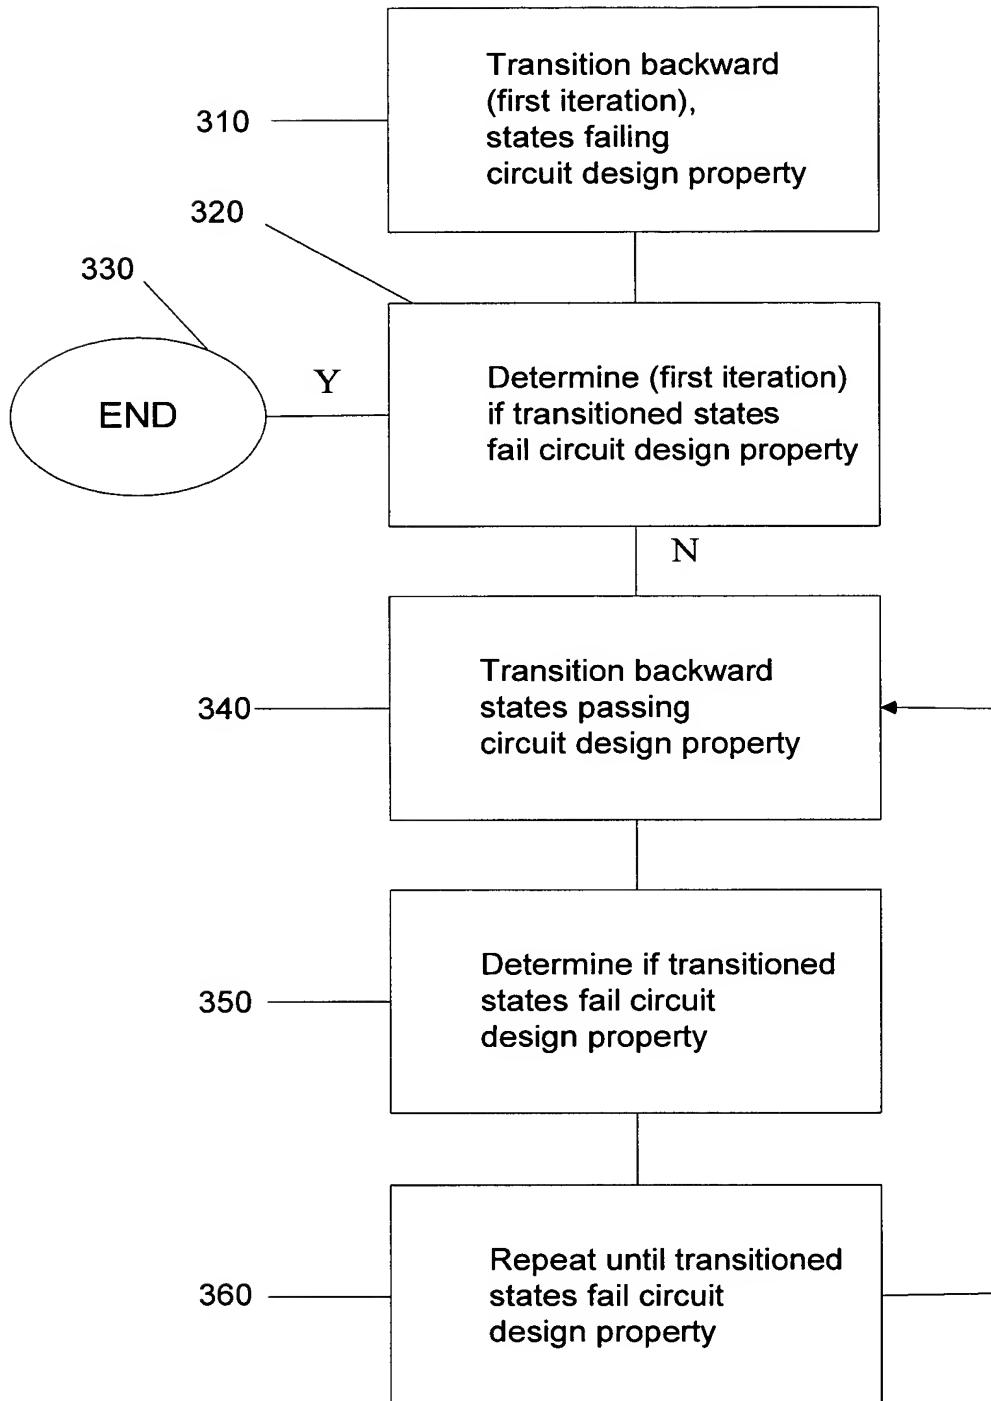 Transition backward
(first iteration),
states failing
circuit design property
310
320
330
END
Y
Determine (first iteration)
if transitioned states
fail circuit design property
N
Transition backward
states passing
circuit design property
340
Determine if transitioned
states fail circuit
design property
350
Repeat until transitioned
states fail circuit
design property
360